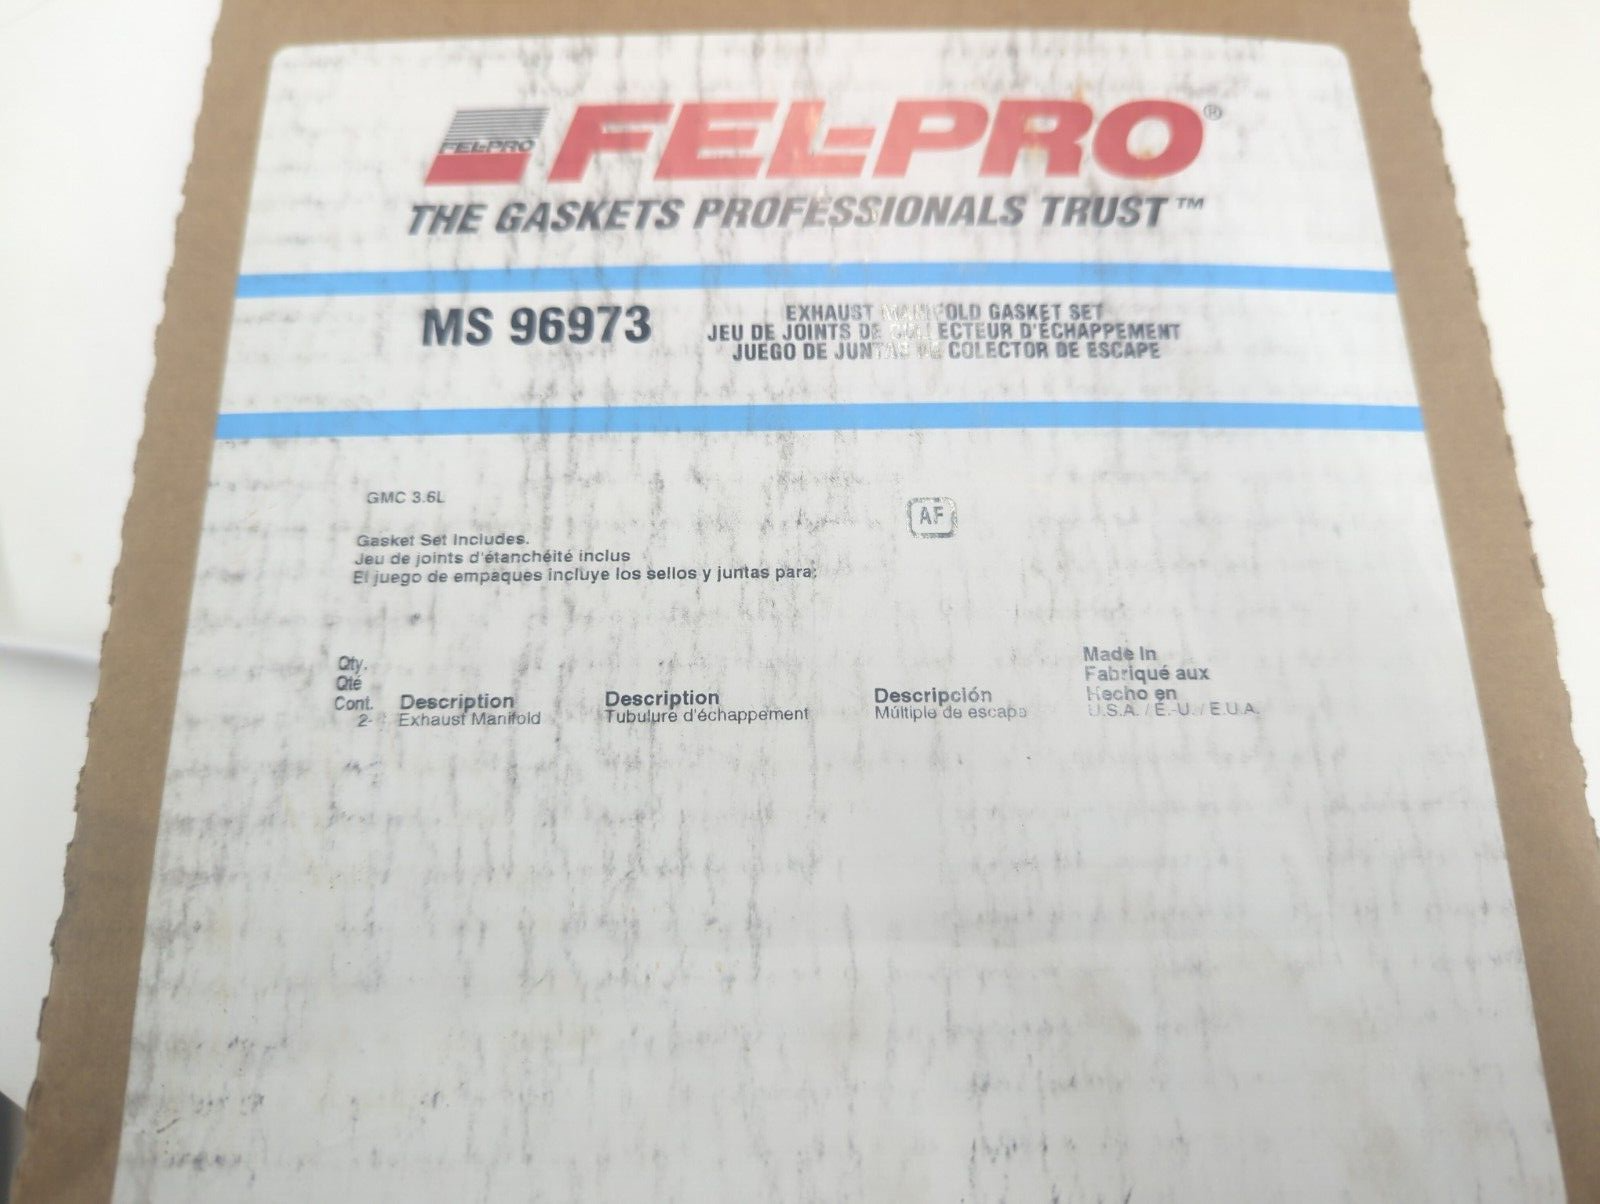 FEL-PRO
FEL-PRO®
THE GASKETS PROFESSIONALS TRUST™
MS 96973
EXHAUST MANIFOLD GASKET SET
JEU DE JOINTS DE COLLECTEUR D'ÉCHAPPEMENT
JUEGO DE JUNTAS DE COLECTOR DE ESCAPE
GMC 3.6L
AF
Gasket Set Includes.
Jeu de joints d'étanchéité inclus
El juego de empaques incluye los sellos y juntas para:
Qty.
Qté
Cont.
2-
Description
Exhaust Manifold
Description
Tubulure d'échappement
Descripción
Múltiple de escape
Made In
Fabriqué aux
Hecho en
U.S.A. / E.-U. / E.U.A.